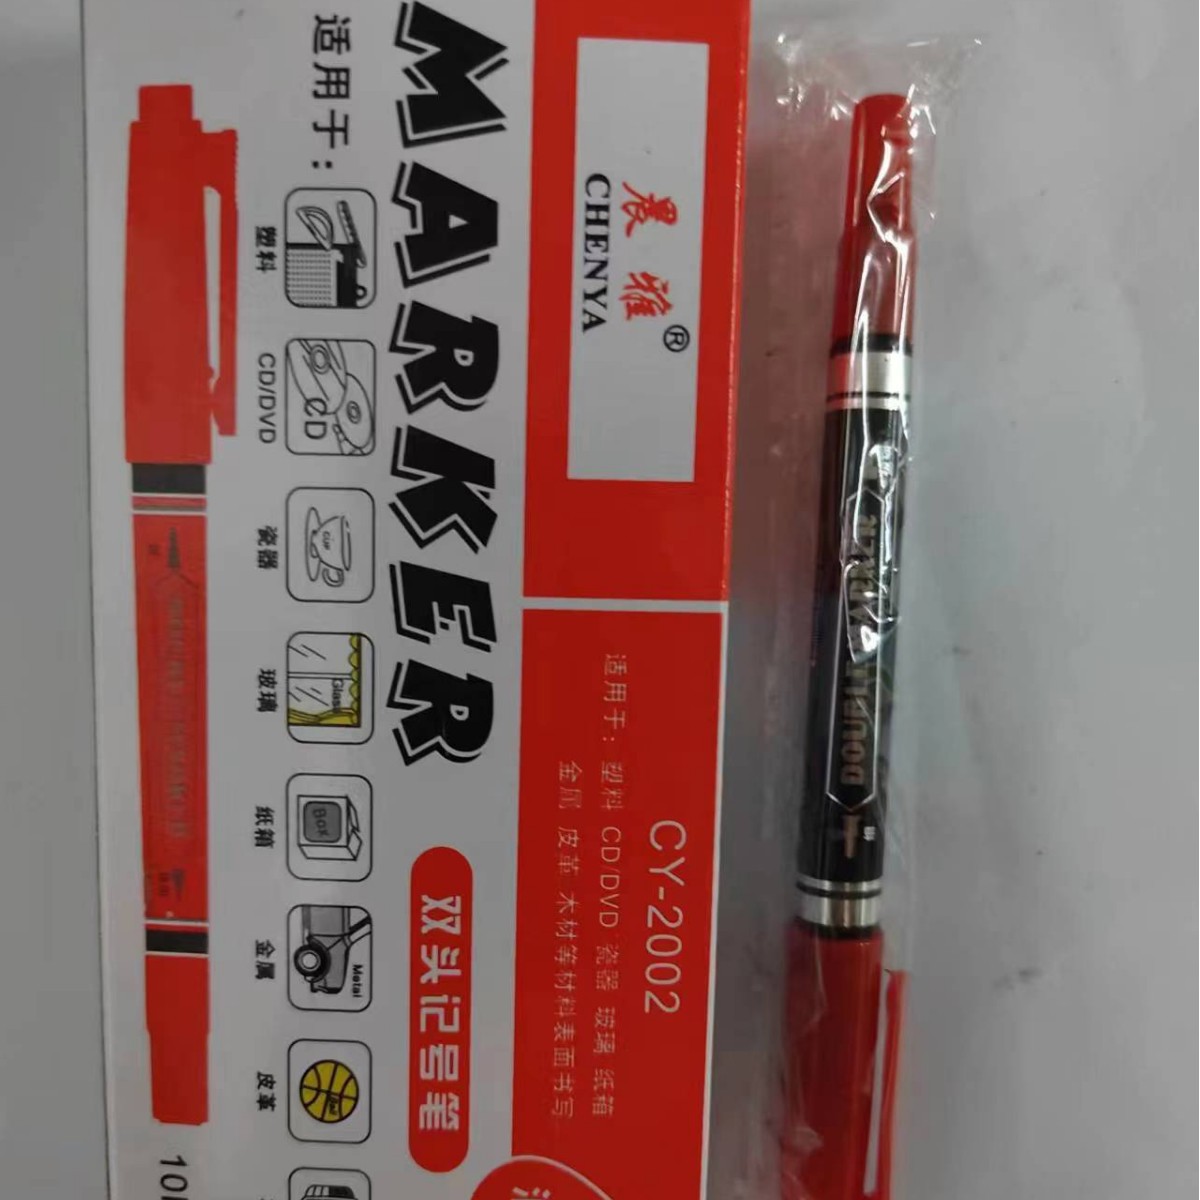 晨雅®
CHENYA
CY-2002
适用于：塑料 CD/DVD 瓷器 玻璃 纸箱
金属 皮革 木材等材料表面书写
MARKER
双头记号笔
适用于：
CD
CUP
Glass
Box
Metal
塑料
CD/DVD
瓷器
玻璃
纸箱
金属
皮革